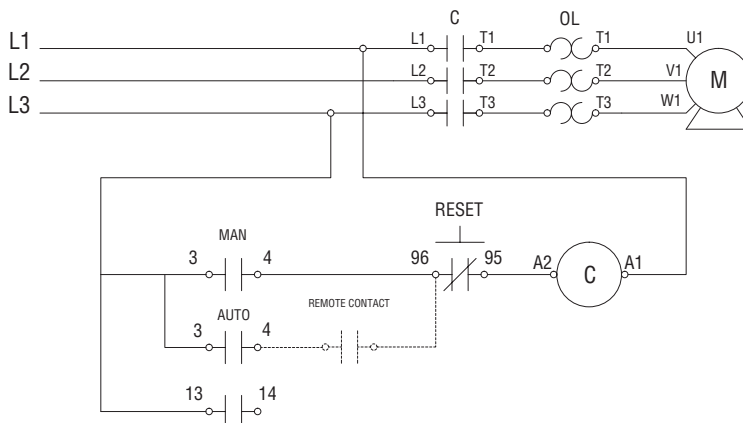 C OL
L1 L1 T1 T1 U1
L2 L2 T2 T2 V1 M
L3 L3 T3 T3 W1
RESET
MAN
3 4 96 95 A2 C A1
AUTO REMOTE CONTACT
3 4
13 14